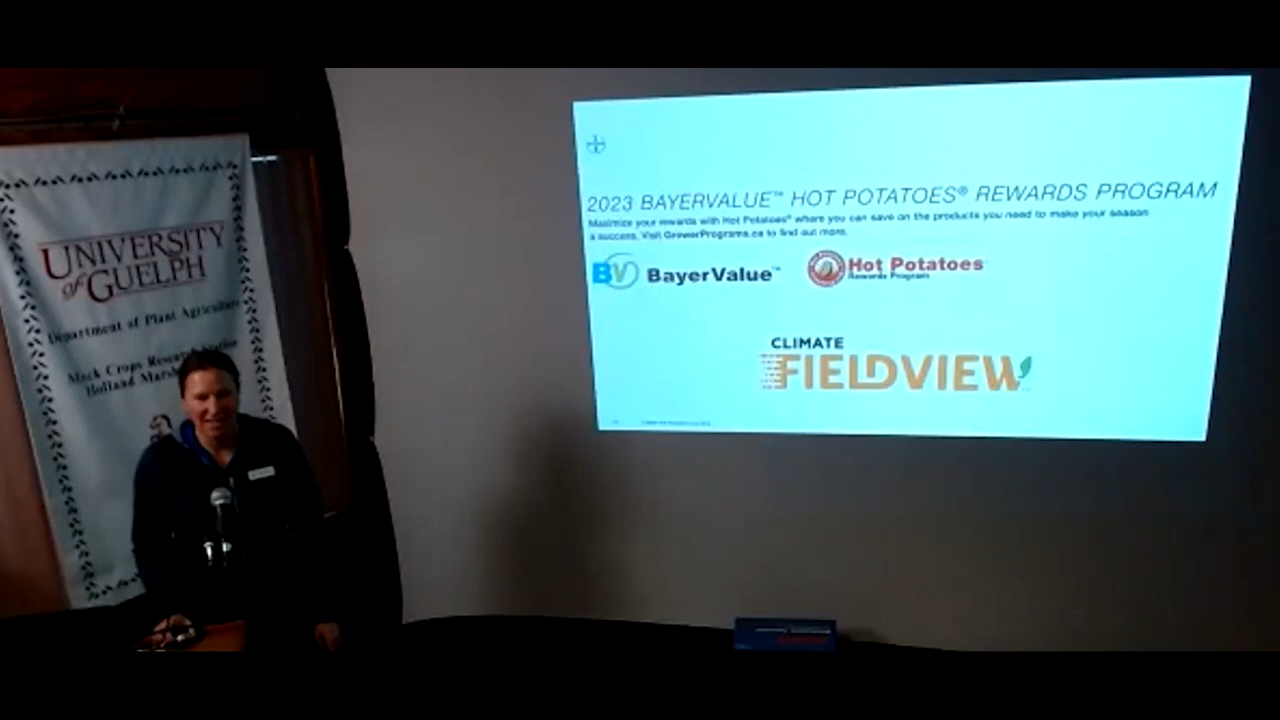 UNIVERSITY
of GUELPH
Department of Plant Agriculture
Muck Crops Research Station
Holland Marsh
2023 BAYERVALUE™ HOT POTATOES® REWARDS PROGRAM
Maximize your rewards with Hot Potatoes® where you can save on the products you need to make your season
a success. Visit GrowerPrograms.ca to find out more.
BV BayerValue™
Hot Potatoes
Rewards Program
CLIMATE
FIELDVIEW